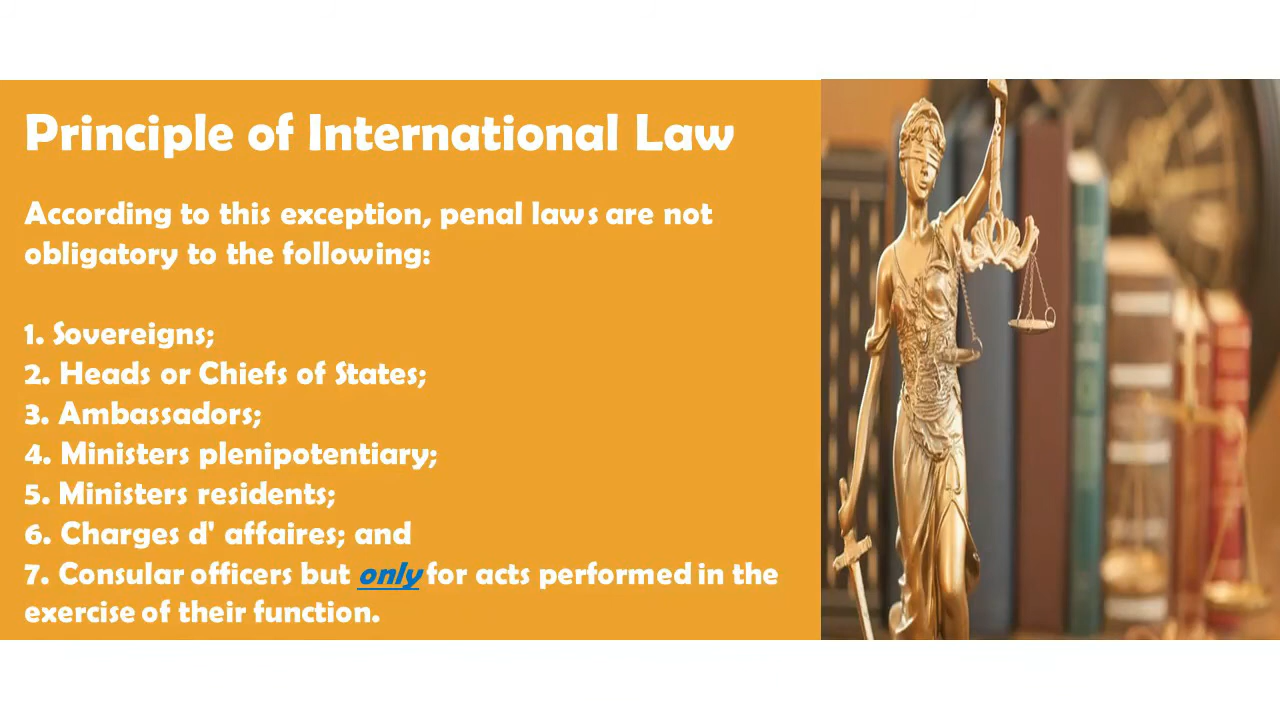 Principle of International Law
According to this exception, penal laws are not
obligatory to the following:
1. Sovereigns;
2. Heads or Chiefs of States;
3. Ambassadors;
4. Ministers plenipotentiary;
5. Ministers residents;
6. Charges d' affaires; and
7. Consular officers but only for acts performed in the
exercise of their function.